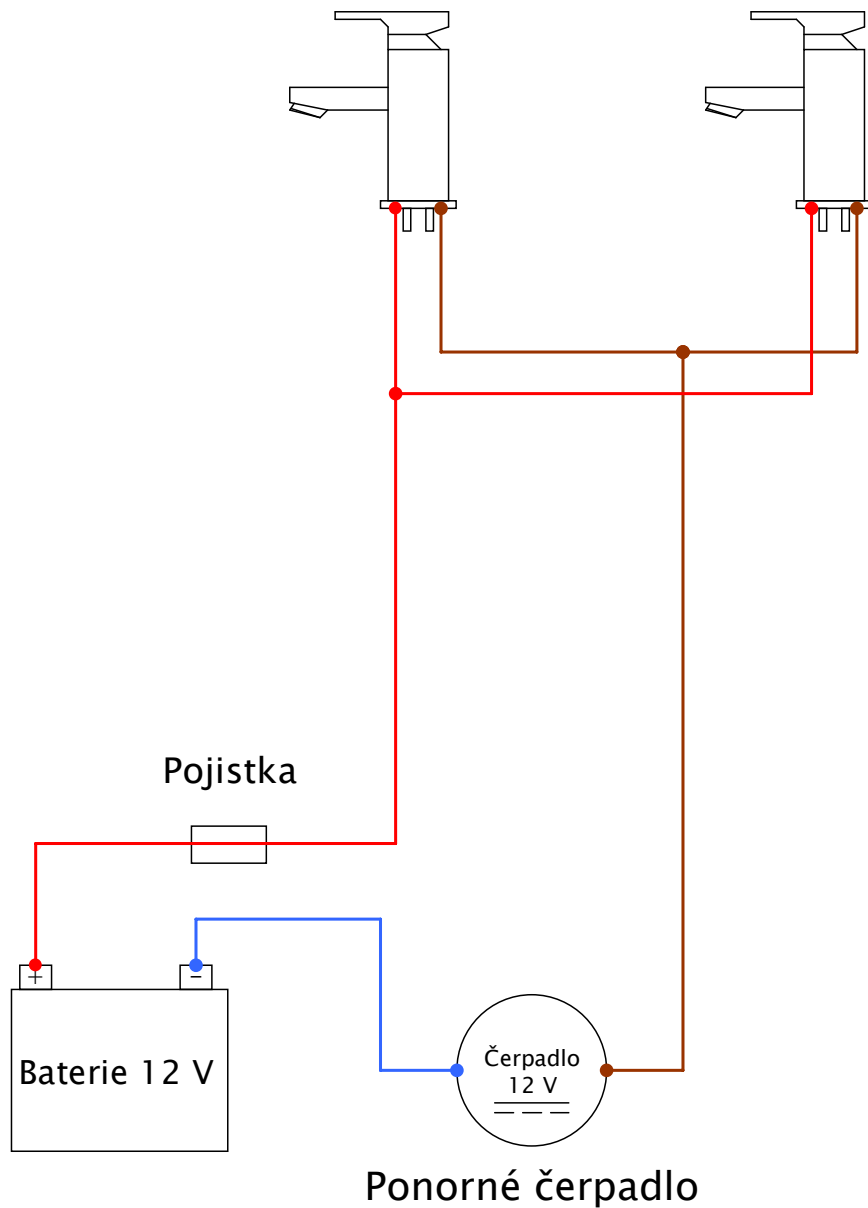 Pojistka
+
-
Baterie 12 V
Čerpadlo
12 V
Ponorné čerpadlo